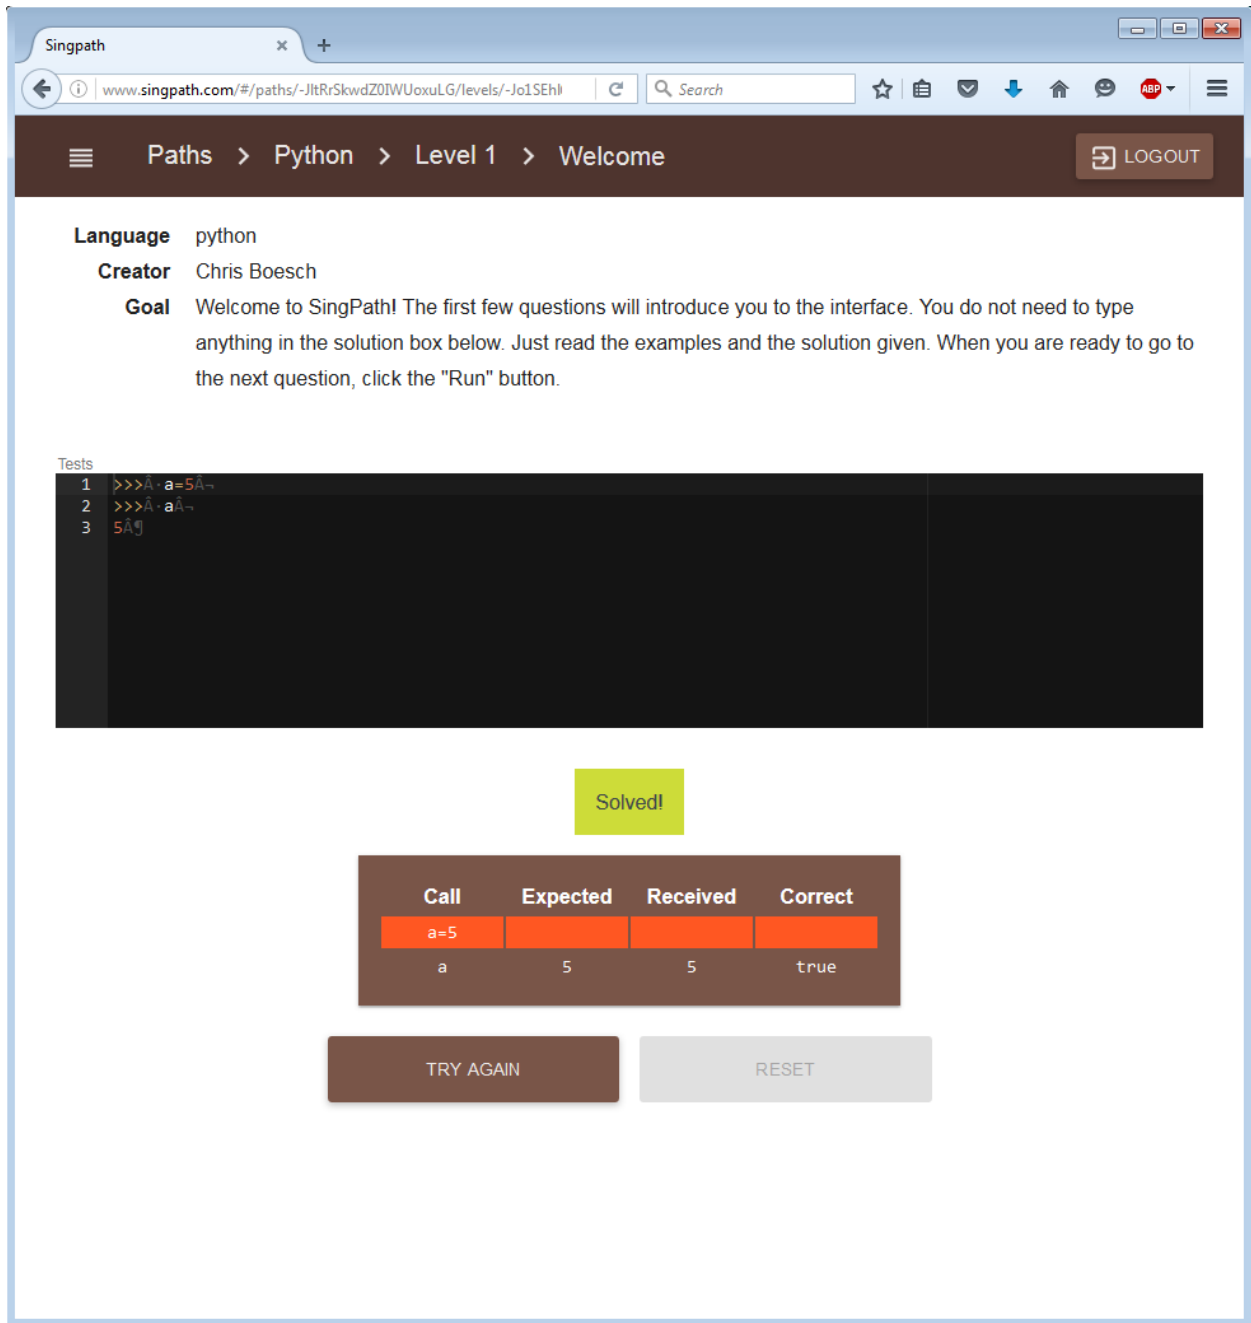 Singpath
www.singpath.com/#/paths/-JltRrSkwdZ0IWUoxuLG/levels/-Jo1SEhl
Search
ABP
Paths > Python > Level 1 > Welcome
LOGOUT
Language python
Creator Chris Boesch
Goal Welcome to SingPath! The first few questions will introduce you to the interface. You do not need to type
anything in the solution box below. Just read the examples and the solution given. When you are ready to go to
the next question, click the "Run" button.
Tests
1 >>>Â·a=5Â¬
2 >>>Â·aÂ¬
3 5Â¶
Solved!
Call Expected Received Correct
a=5
a 5 5 true
TRY AGAIN
RESET